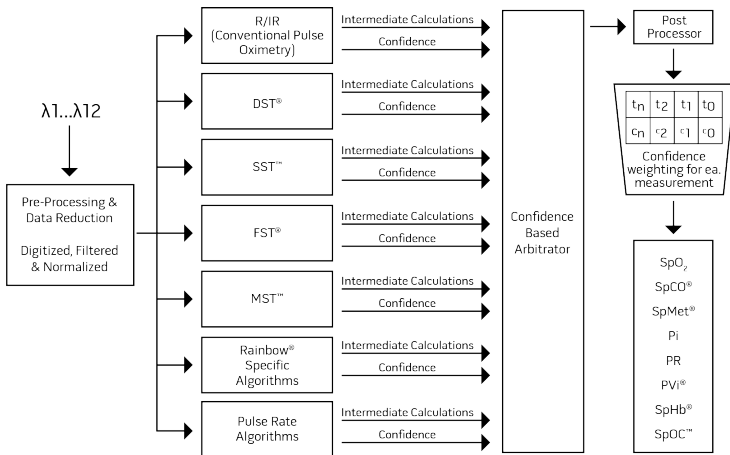 λ1...λ12
Pre-Processing &
Data Reduction
Digitized, Filtered
& Normalized
R/IR
(Conventional Pulse
Oximetry)
Intermediate Calculations
Confidence
DST®
Intermediate Calculations
Confidence
SST™
Intermediate Calculations
Confidence
FST®
Intermediate Calculations
Confidence
MST™
Intermediate Calculations
Confidence
Rainbow®
Specific
Algorithms
Intermediate Calculations
Confidence
Pulse Rate
Algorithms
Intermediate Calculations
Confidence
Confidence
Based
Arbitrator
Post
Processor
tn t2 t1 t0
cn c2 c1 c0
Confidence
weighting for ea.
measurement
SpO₂
SpCO®
SpMet®
Pi
PR
PVi®
SpHb®
SpOC™